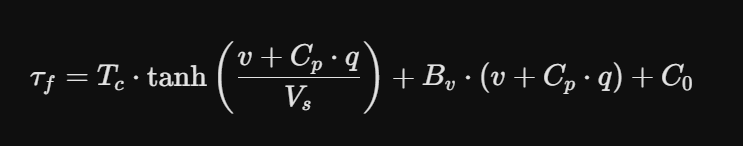 τ_f = T_c · tanh((v + C_p · q)/V_s) + B_v · (v + C_p · q) + C_0